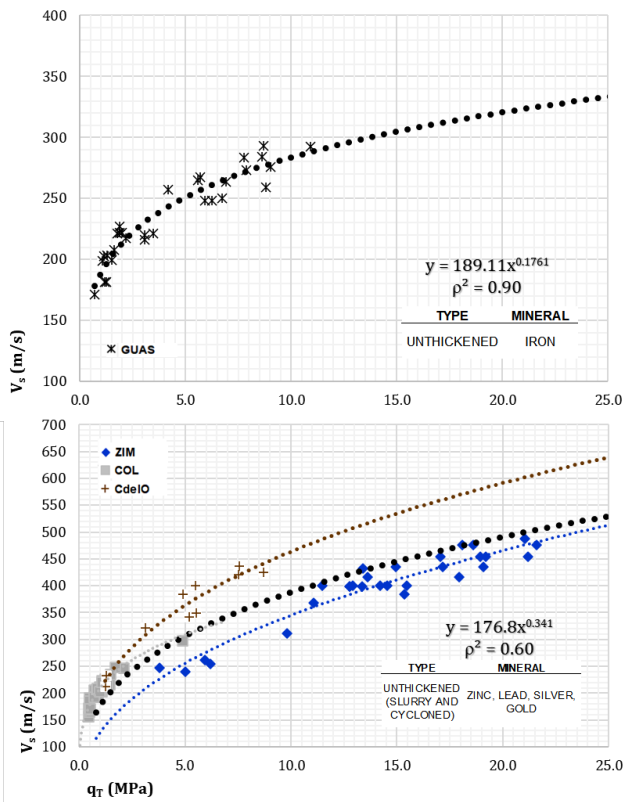 400
350
300
250
200
150
100
V_s (m/s)
y = 189.11x^0.1761
ρ² = 0.90
TYPE MINERAL
UNTHICKENED IRON
GUAS
0.0 5.0 10.0 15.0 20.0 25.0
700
650
600
550
500
450
400
350
300
250
200
150
100
V_s (m/s)
ZIM
COL
CdelO
y = 176.8x^0.341
ρ² = 0.60
TYPE MINERAL
UNTHICKENED
(SLURRY AND
CYCLONED)
ZINC, LEAD, SILVER,
GOLD
0.0 5.0 10.0 15.0 20.0 25.0
q_T (MPa)